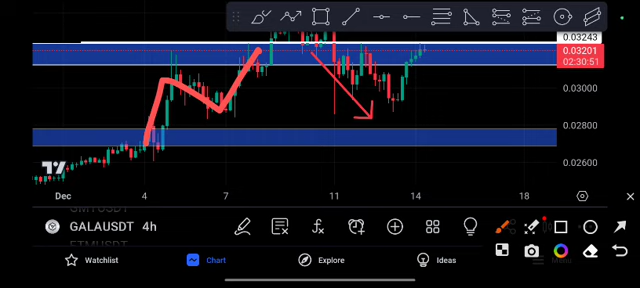 0.03243
0.03201
02:30:51
0.03000
0.02800
0.02600
Dec 4 7 11 14 18
GALAUSDT 4h
FTMUSDT
Watchlist
Chart
Explore
Ideas